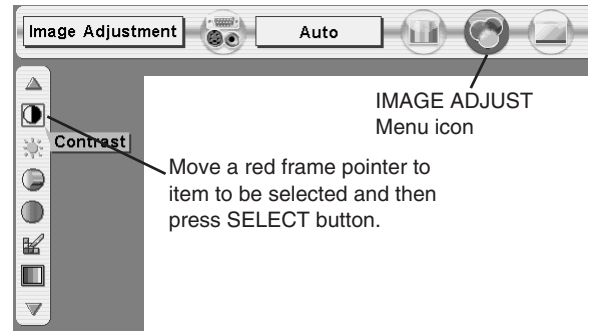 Image Adjustment
Auto
IMAGE ADJUST
Menu icon
Contrast
Move a red frame pointer to
item to be selected and then
press SELECT button.